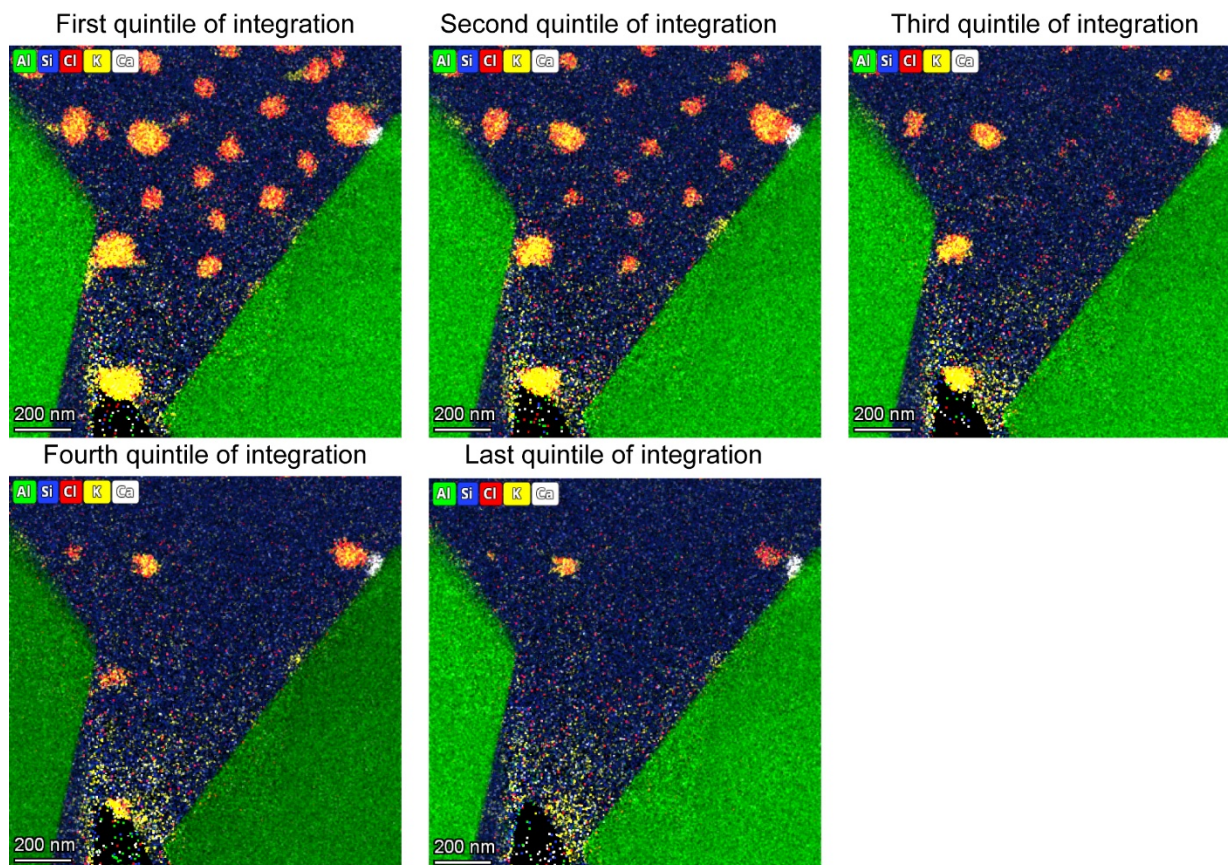 First quintile of integration
Second quintile of integration
Third quintile of integration
Al Si Cl K Ca
Al Si Cl K Ca
Al Si Cl K Ca
200 nm
200 nm
200 nm
Fourth quintile of integration
Last quintile of integration
Al Si Cl K Ca
Al Si Cl K Ca
200 nm
200 nm